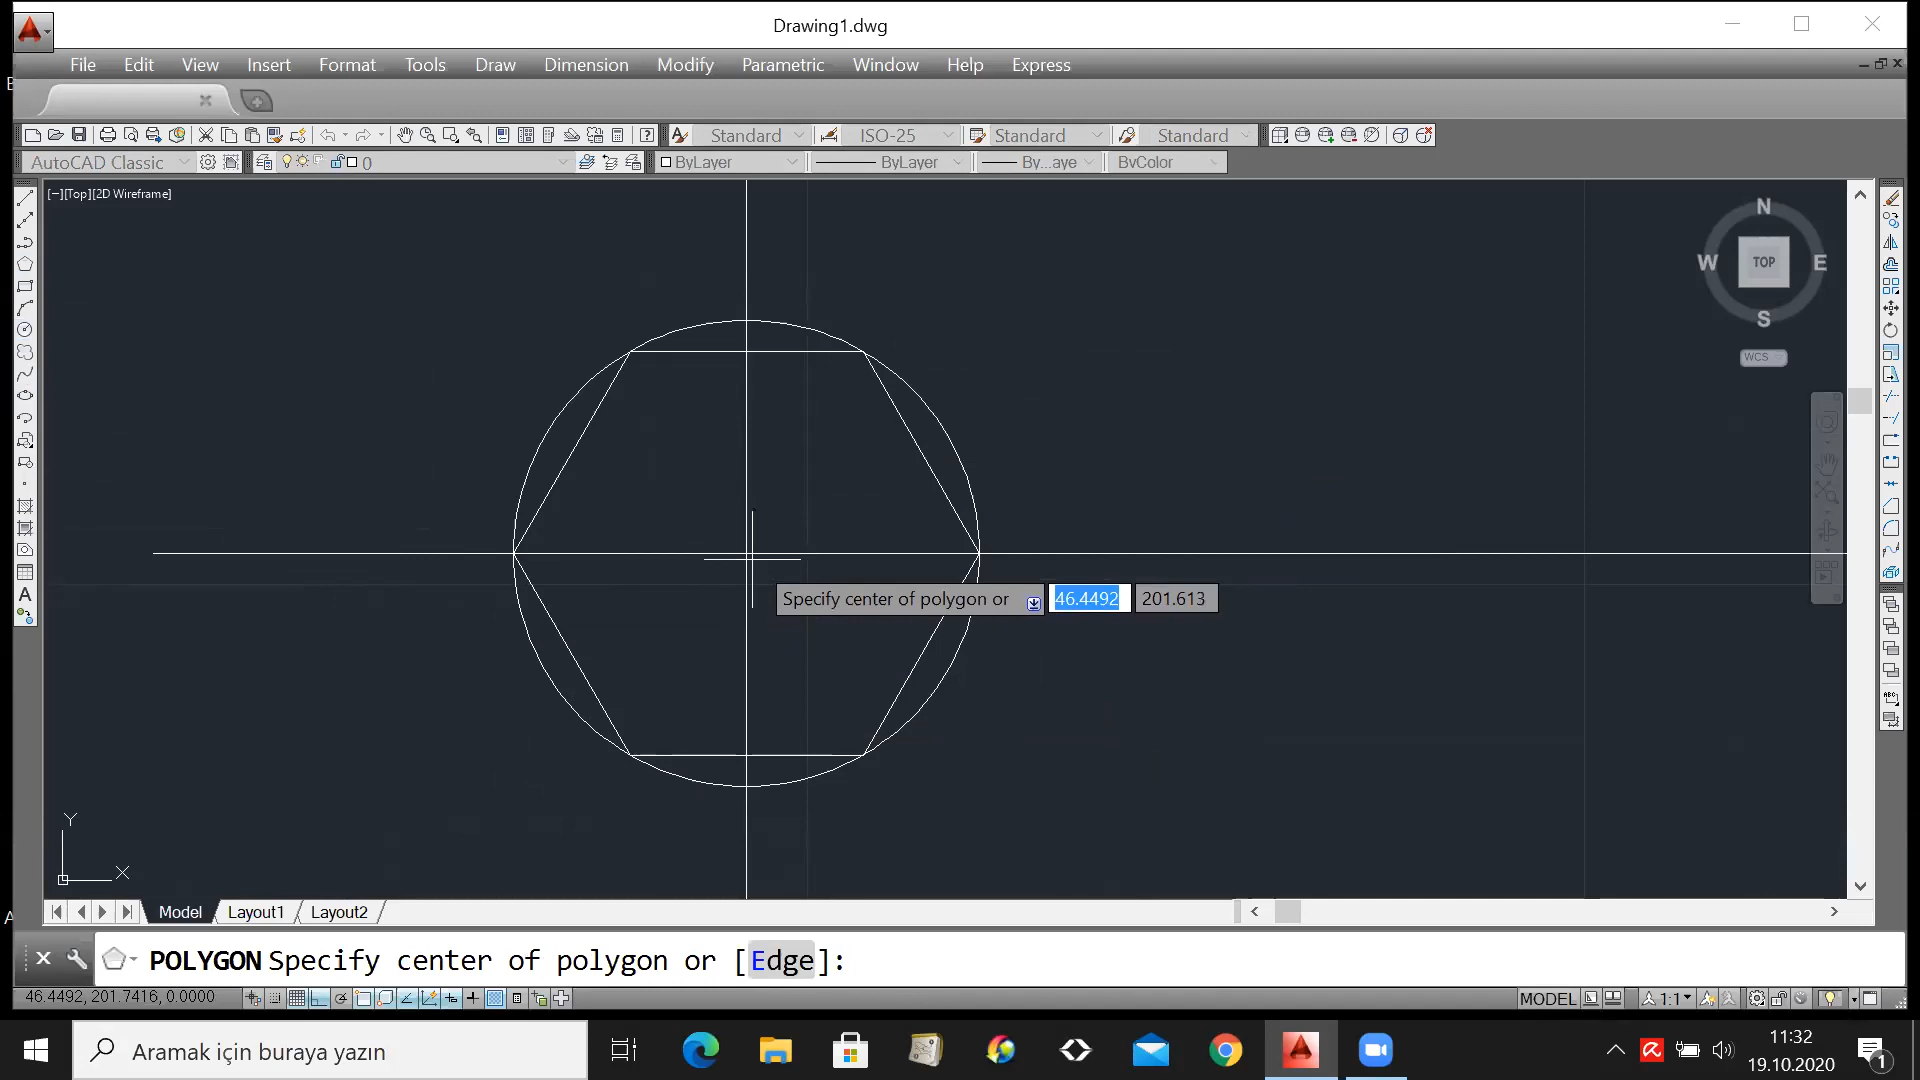 Drawing1.dwg
File Edit View Insert Format Tools Draw Dimension Modify Parametric Window Help Express
Standard ISO-25 Standard Standard
AutoCAD Classic 0 ByLayer ByLayer By...aye ByColor
[−][Top][2D Wireframe]
N
W TOP E
S
WCS
Specify center of polygon or 46.4492 201.613
Y
X
Model Layout1 Layout2
POLYGON Specify center of polygon or [Edge]:
46.4492, 201.7416, 0.0000 MODEL 1:1
Aramak için buraya yazın
11:32
19.10.2020
1
A
ABC